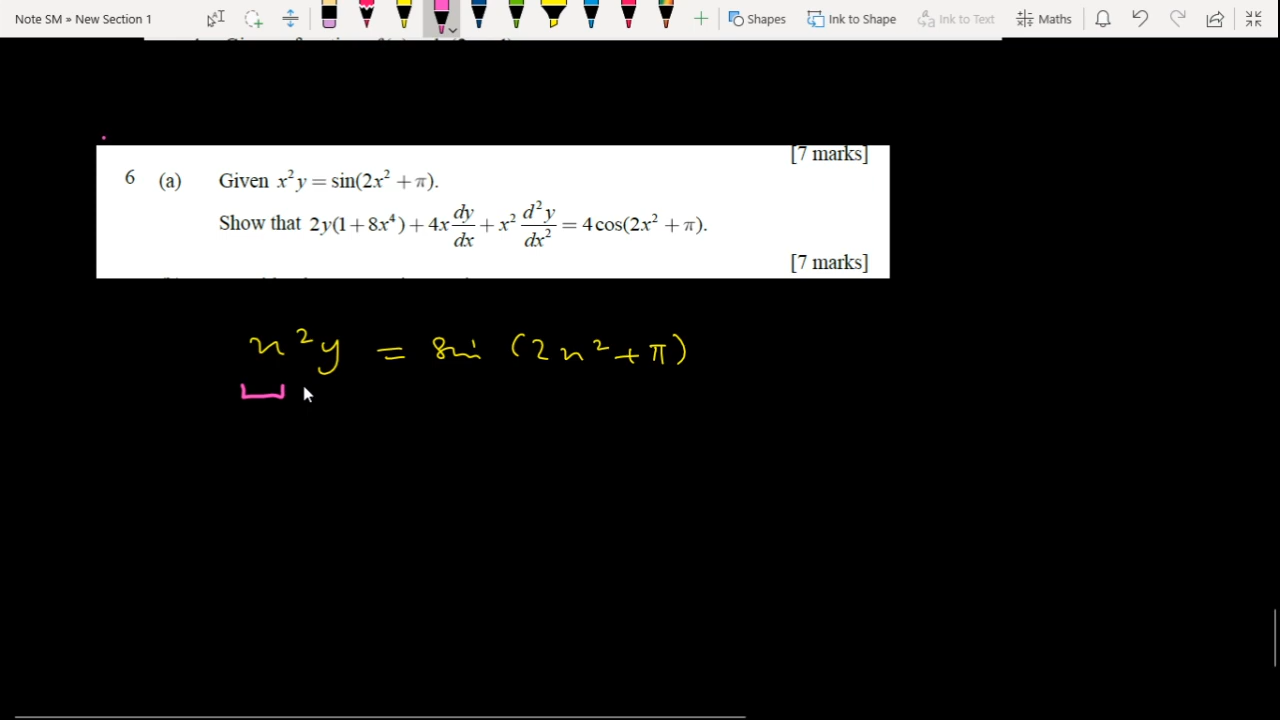 Note SM » New Section 1
Shapes
Ink to Shape
Ink to Text
Maths
[7 marks]
6 (a) Given x²y = sin(2x² + π).
Show that 2y(1 + 8x⁴) + 4x dy/dx + x² d²y/dx² = 4cos(2x² + π).
[7 marks]
x²y = sin (2x² + π)